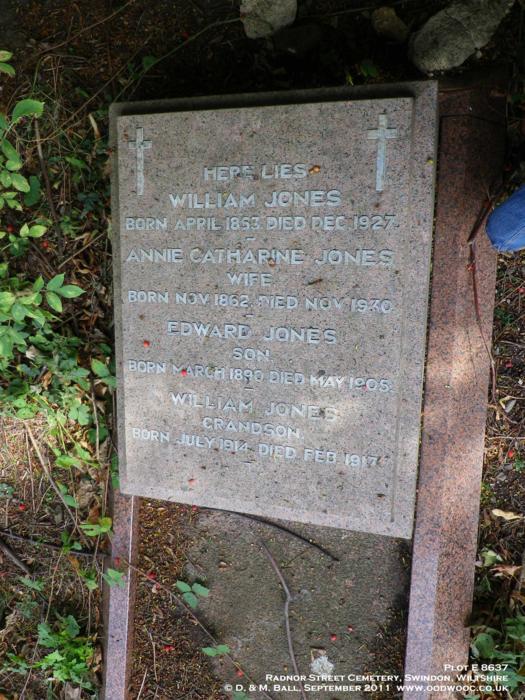 HERE LIES
WILLIAM JONES
BORN APRIL 1853. DIED DEC. 1927.
ANNIE CATHARINE JONES
WIFE
BORN NOV. 1862. DIED NOV. 1930.
EDWARD JONES
SON.
BORN MARCH 1890 DIED MAY 1905.
WILLIAM JONES
GRANDSON.
BORN JULY 1914. DIED FEB. 1917.
PLOT E 8637
RADNOR STREET CEMETERY, SWINDON, WILTSHIRE
© D. & M. BALL, SEPTEMBER 2011 WWW.OODWOOC.CO.UK